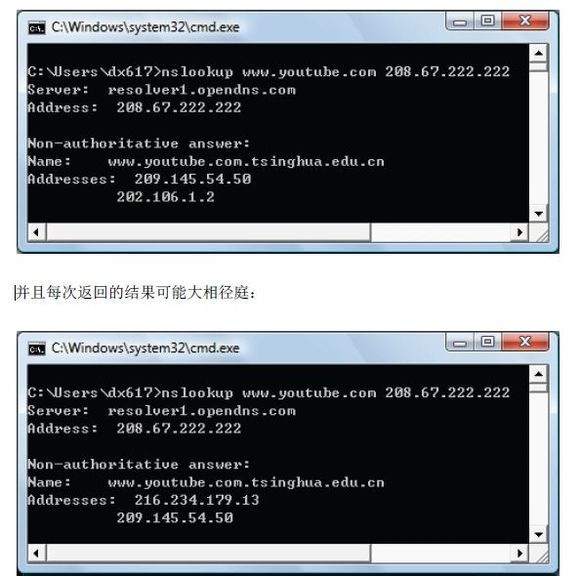 C:\Windows\system32\cmd.exe
C:\Users\dx617>nslookup www.youtube.com 208.67.222.222
Server:  resolver1.opendns.com
Address:  208.67.222.222
Non-authoritative answer:
Name:    www.youtube.com.tsinghua.edu.cn
Addresses:  209.145.54.50
202.106.1.2
并且每次返回的结果可能大相径庭：
C:\Windows\system32\cmd.exe
C:\Users\dx617>nslookup www.youtube.com 208.67.222.222
Server:  resolver1.opendns.com
Address:  208.67.222.222
Non-authoritative answer:
Name:    www.youtube.com.tsinghua.edu.cn
Addresses:  216.234.179.13
209.145.54.50